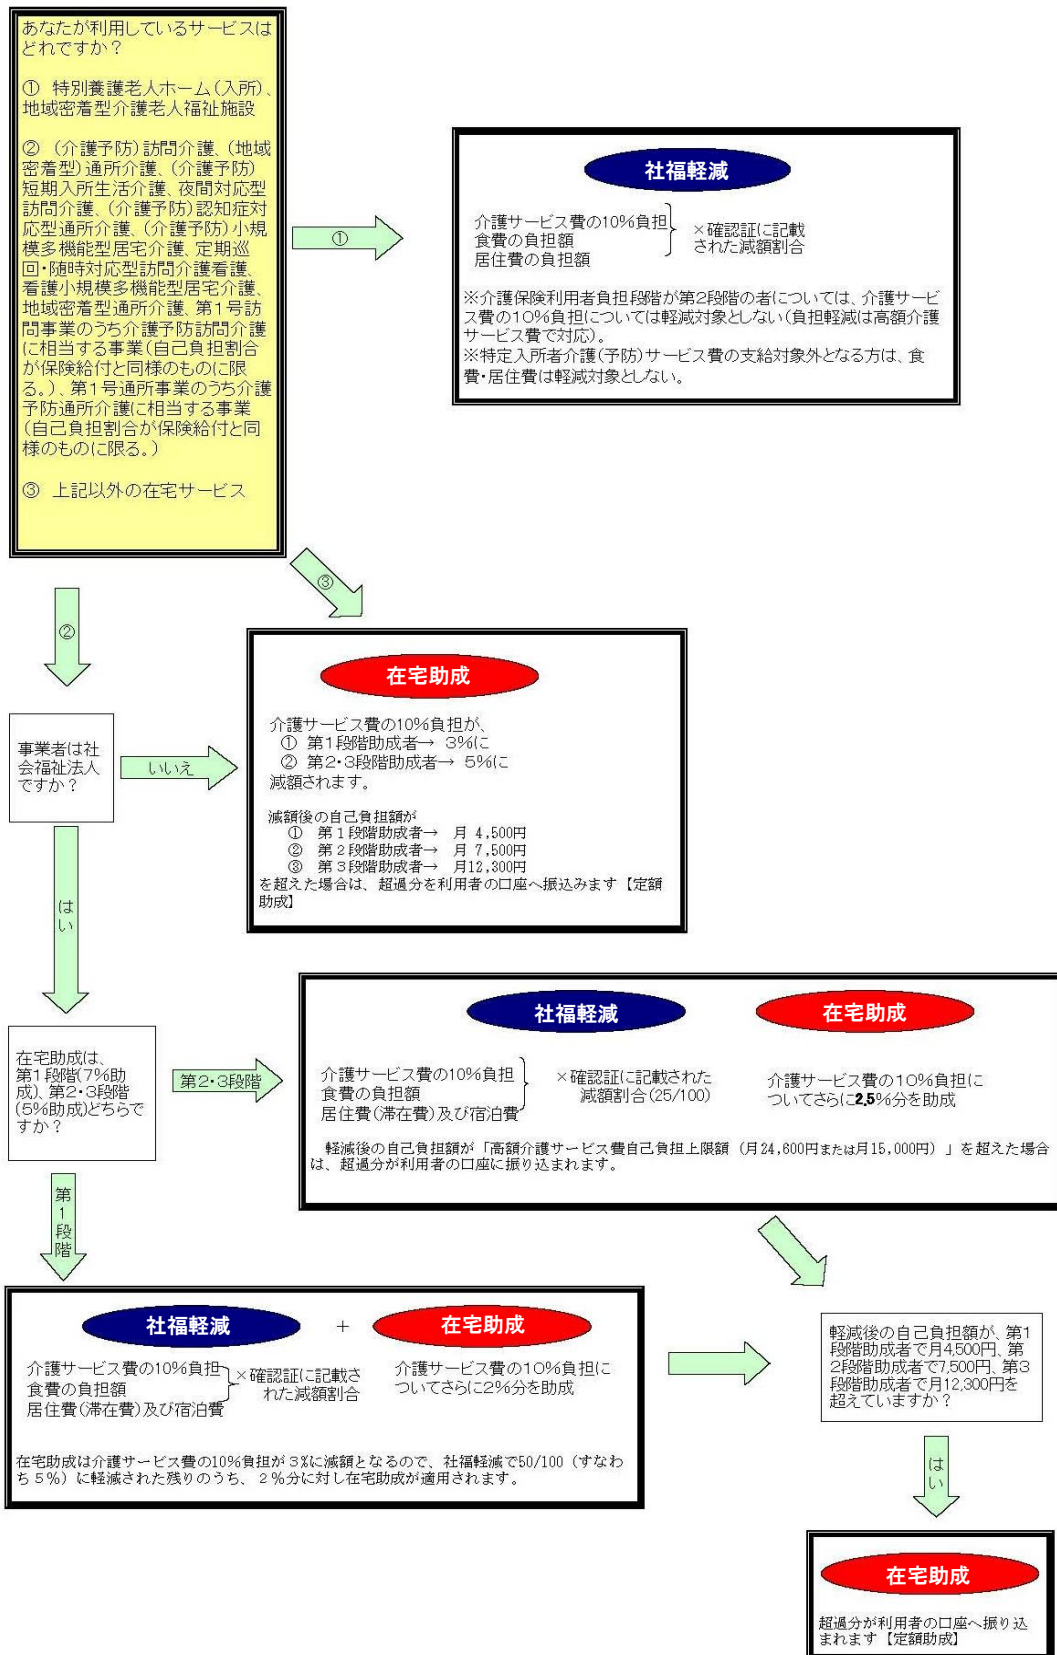 あなたが利用しているサービスは
どれですか？
① 特別養護老人ホーム(入所)、
地域密着型介護老人福祉施設
② (介護予防)訪問介護、(地域
密着型)通所介護、(介護予防)
短期入所生活介護、夜間対応型
訪問介護、(介護予防)認知症対
応型通所介護、(介護予防)小規
模多機能型居宅介護、定期巡
回・随時対応型訪問介護看護、
看護小規模多機能型居宅介護、
地域密着型通所介護、第1号訪
問事業のうち介護予防訪問介護
に相当する事業(自己負担割合
が保険給付と同様のものに限
る。)、第1号通所事業のうち介護
予防通所介護に相当する事業
(自己負担割合が保険給付と同
様のものに限る。)
③ 上記以外の在宅サービス
①
社福軽減
介護サービス費の10%負担
食費の負担額
居住費の負担額
×確認証に記載
された減額割合
※介護保険利用者負担段階が第2段階の者については、介護サービ
ス費の10%負担については軽減対象としない(負担軽減は高額介護
サービス費で対応)。
※特定入所者介護(予防)サービス費の支給対象外となる方は、食
費・居住費は軽減対象としない。
③
②
在宅助成
介護サービス費の10%負担が、
① 第1段階助成者→ 3%に
② 第2・3段階助成者→ 5%に
減額されます。
減額後の自己負担額が
① 第1段階助成者→ 月 4,500円
② 第2段階助成者→ 月 7,500円
③ 第3段階助成者→ 月12,300円
を超えた場合は、超過分を利用者の口座へ振込みます【定額
助成】
事業者は社
会福祉法人
ですか？
いいえ
はい
在宅助成は、
第1段階(7%助
成)、第2・3段階
(5%助成)どちらで
すか？
第2・3段階
社福軽減
在宅助成
介護サービス費の10%負担
食費の負担額
居住費(滞在費)及び宿泊費
×確認証に記載された
減額割合(25/100)
介護サービス費の10%負担に
ついてさらに2.5%分を助成
軽減後の自己負担額が「高額介護サービス費自己負担上限額(月24,600円または月15,000円)」を超えた場合
は、超過分が利用者の口座に振り込まれます。
第1段階
社福軽減
+
在宅助成
介護サービス費の10%負担
食費の負担額
居住費(滞在費)及び宿泊費
×確認証に記載さ
れた減額割合
介護サービス費の10%負担に
ついてさらに2%分を助成
在宅助成は介護サービス費の10%負担が3%に減額となるので、社福軽減で50/100(すなわ
ち5%)に軽減された残りのうち、2%分に対し在宅助成が適用されます。
軽減後の自己負担額が、第1
段階助成者で月4,500円、第
2段階助成者で7,500円、第3
段階助成者で月12,300円を
超えていますか？
はい
在宅助成
超過分が利用者の口座へ振り込
まれます【定額助成】